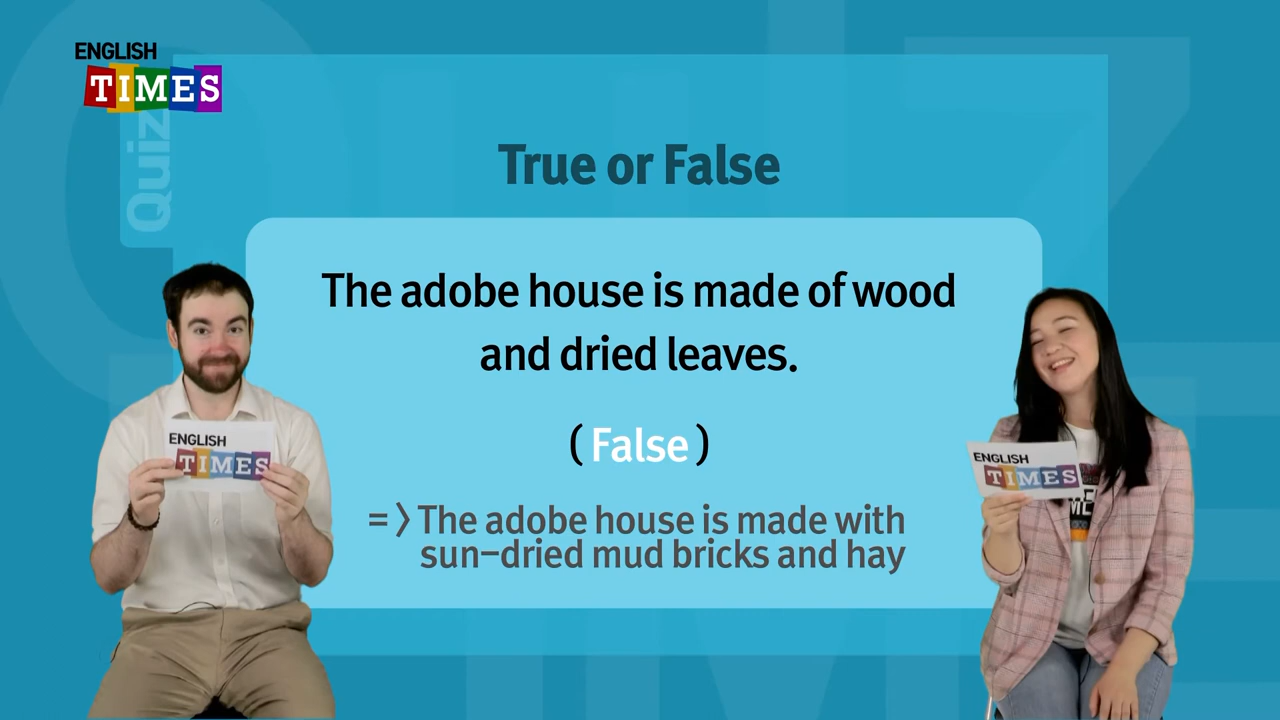 ENGLISH
TIMES
Quiz
True or False
The adobe house is made of wood
and dried leaves.
( False )
=〉The adobe house is made with
sun-dried mud bricks and hay
ENGLISH
TIMES
ENGLISH
TIMES